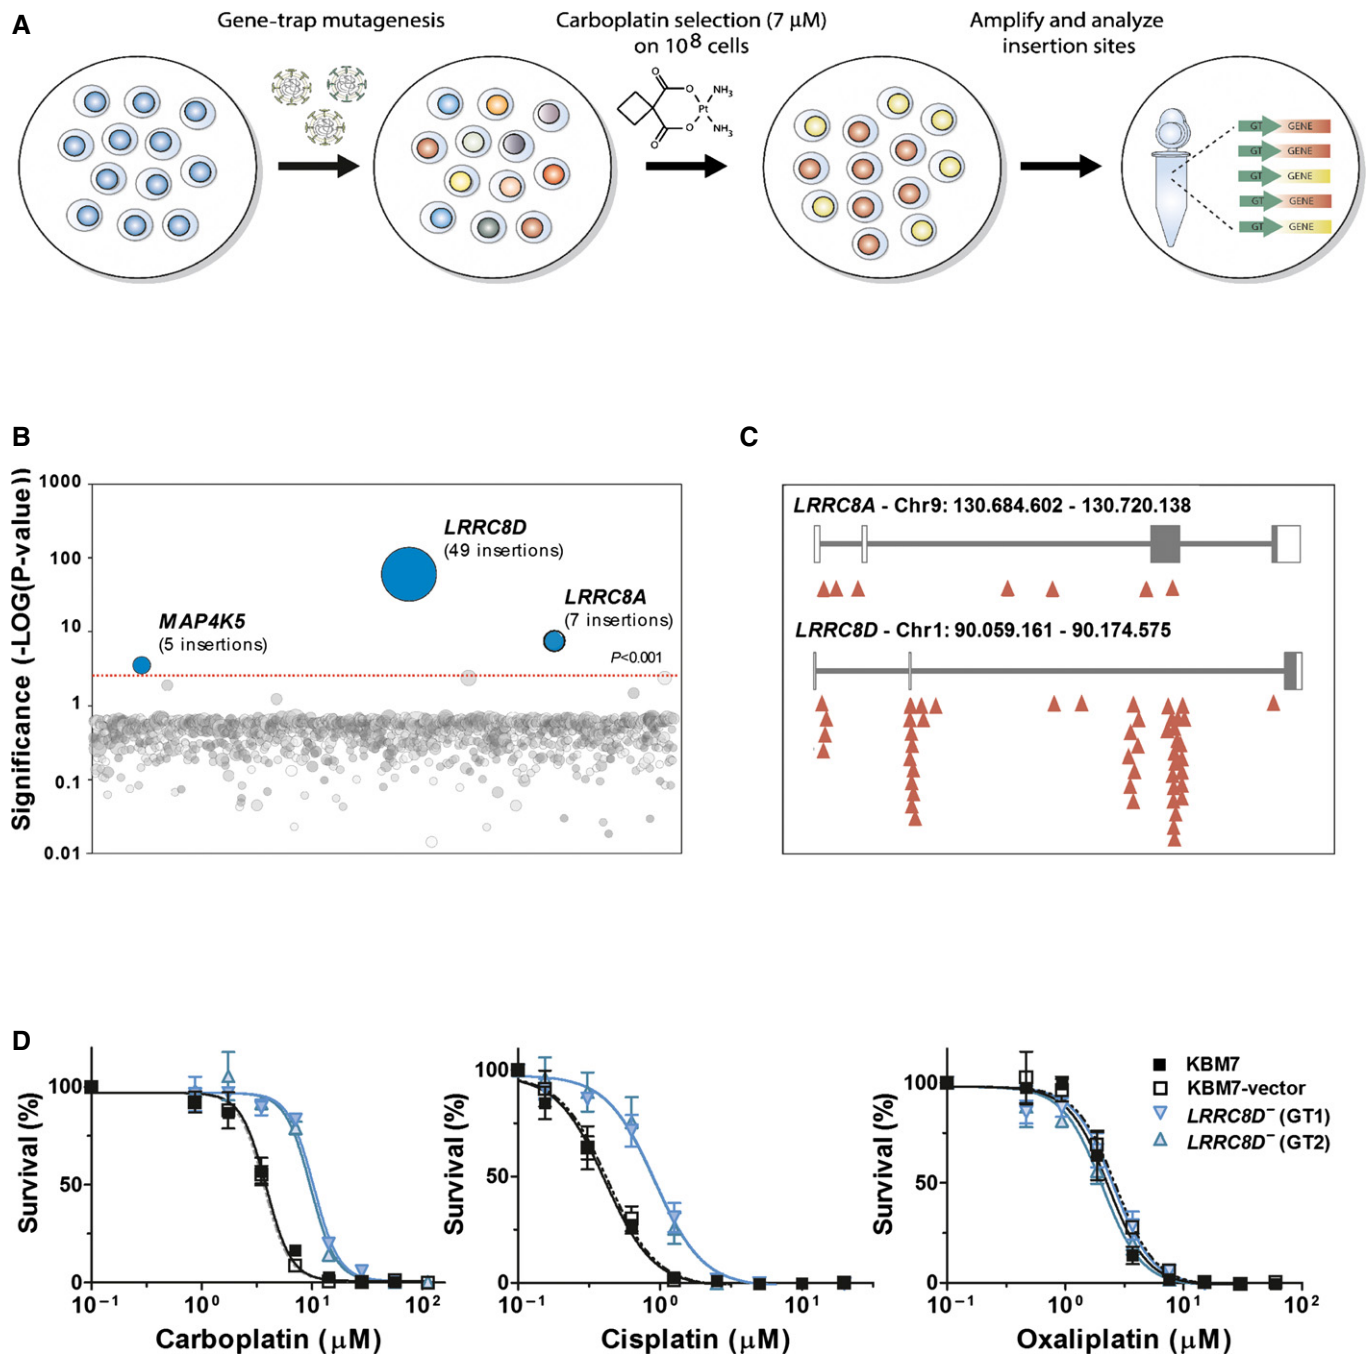 A
Gene-trap mutagenesis
Carboplatin selection (7 µM)
on 10⁸ cells
Amplify and analyze
insertion sites
O
O
O
O
Pt
NH₃
NH₃
GT GENE
GT GENE
GT GENE
GT GENE
GT GENE
B
Significance (-LOG(P-value))
1000
100
10
1
0.1
0.01
LRRC8D
(49 insertions)
LRRC8A
(7 insertions)
MAP4K5
(5 insertions)
P<0.001
C
LRRC8A - Chr9: 130.684.602 - 130.720.138
LRRC8D - Chr1: 90.059.161 - 90.174.575
D
Survival (%)
100
50
0
10⁻¹ 10⁰ 10¹ 10²
Carboplatin (µM)
Survival (%)
100
50
0
10⁻¹ 10⁰ 10¹
Cisplatin (µM)
Survival (%)
100
50
0
10⁻¹ 10⁰ 10¹ 10²
Oxaliplatin (µM)
KBM7
KBM7-vector
LRRC8D⁻ (GT1)
LRRC8D⁻ (GT2)